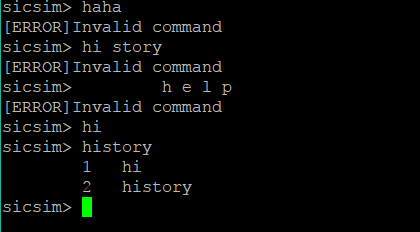 sicsim> haha
[ERROR]Invalid command
sicsim> hi story
[ERROR]Invalid command
sicsim>         h e l p
[ERROR]Invalid command
sicsim> hi
sicsim> history
        1   hi
        2   history
sicsim>